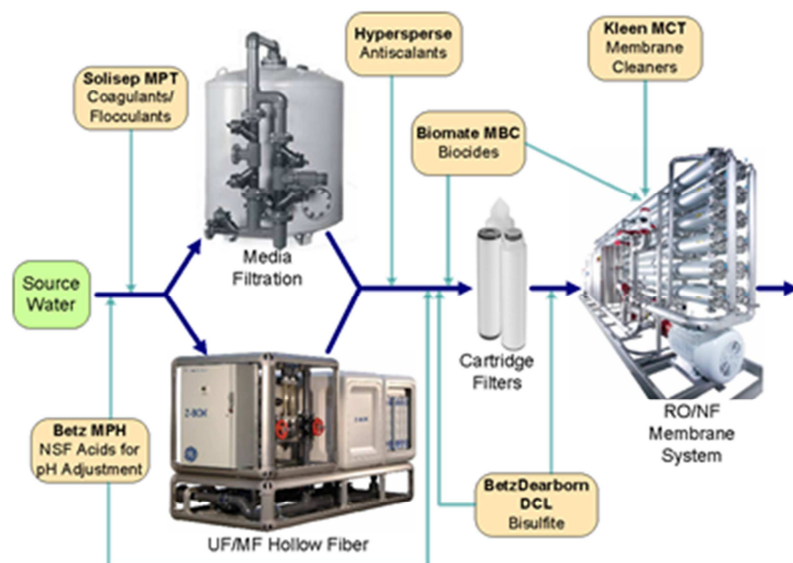 Solisep MPT
Coagulants/
Flocculants
Hypersperse
Antiscalants
Kleen MCT
Membrane
Cleaners
Biomate MBC
Biocides
Media
Filtration
Source
Water
Cartridge
Filters
RO/NF
Membrane
System
Betz MPH
NSF Acids for
pH Adjustment
Z-BOX
UF/MF Hollow Fiber
BetzDearborn
DCL
Bisulfite